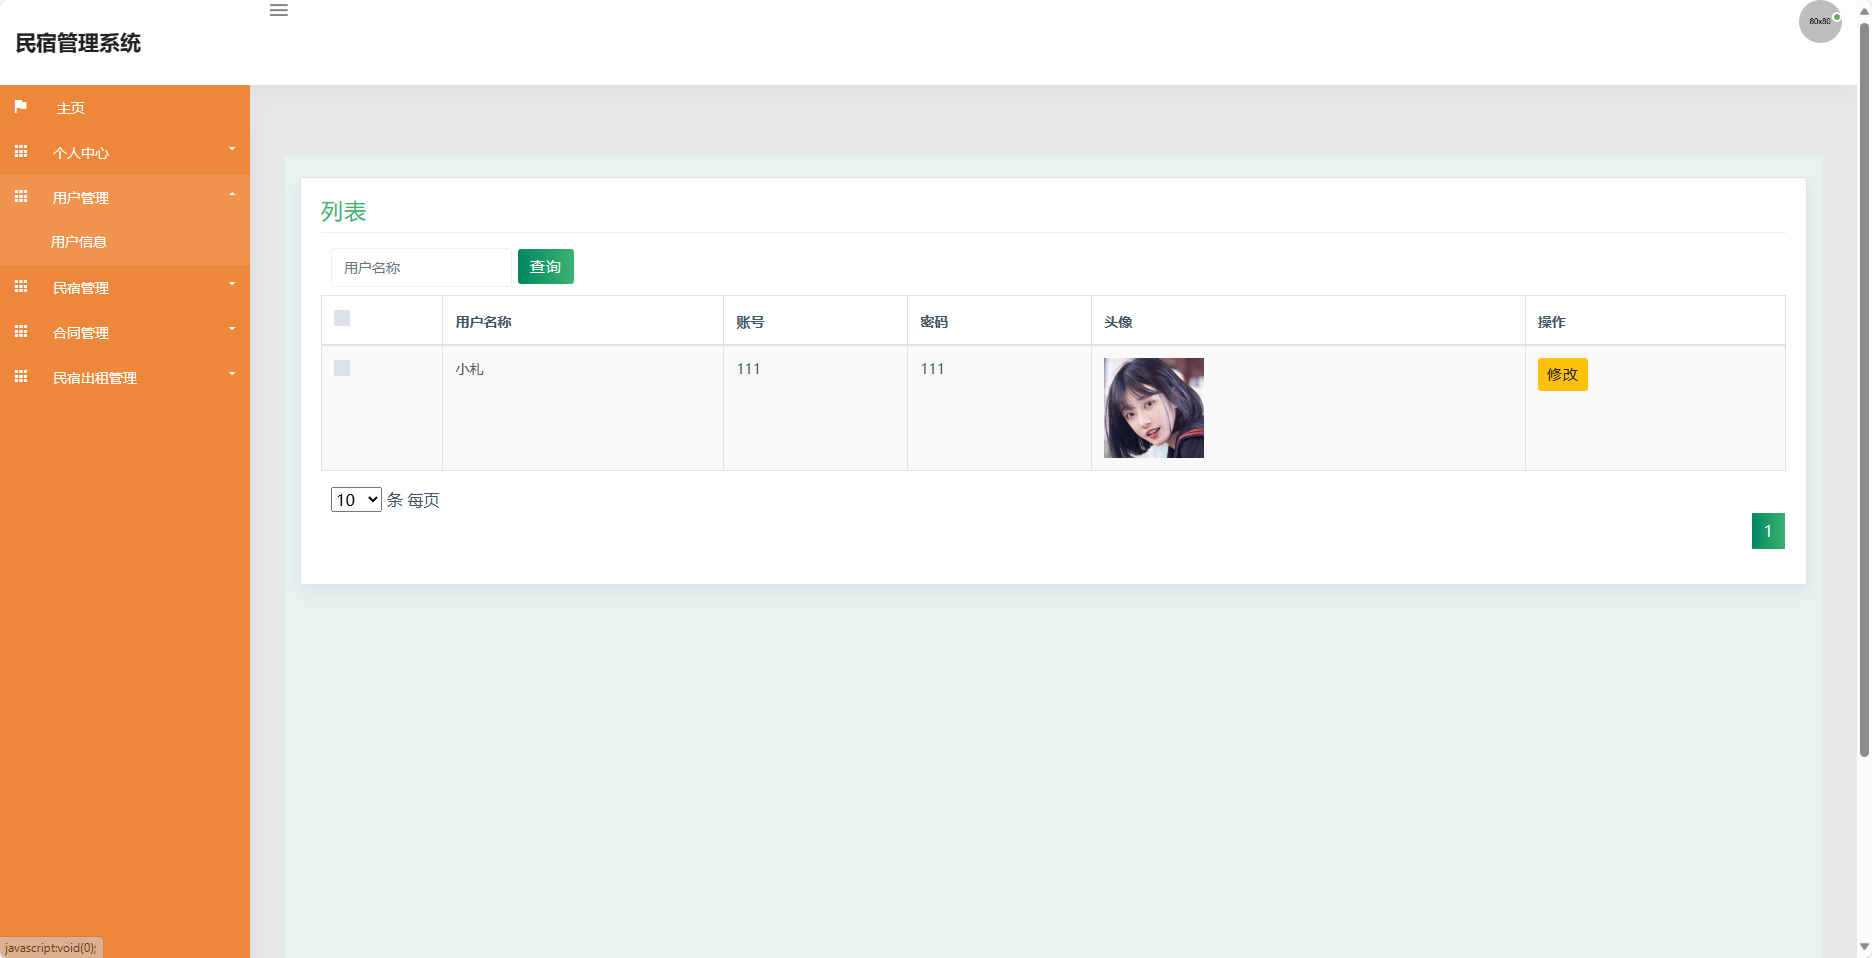 民宿管理系统
80x80
主页
个人中心
用户管理
用户信息
民宿管理
合同管理
民宿出租管理
列表
用户名称 查询
用户名称 账号 密码 头像 操作
小札 111 111 修改
10 条 每页
1
javascript:void(0);